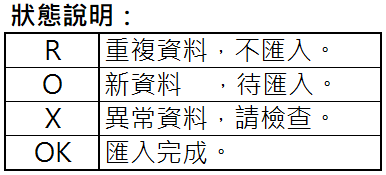 狀態說明：
R 重複資料，不匯入。
O 新資料　，待匯入。
X 異常資料，請檢查。
OK 匯入完成。